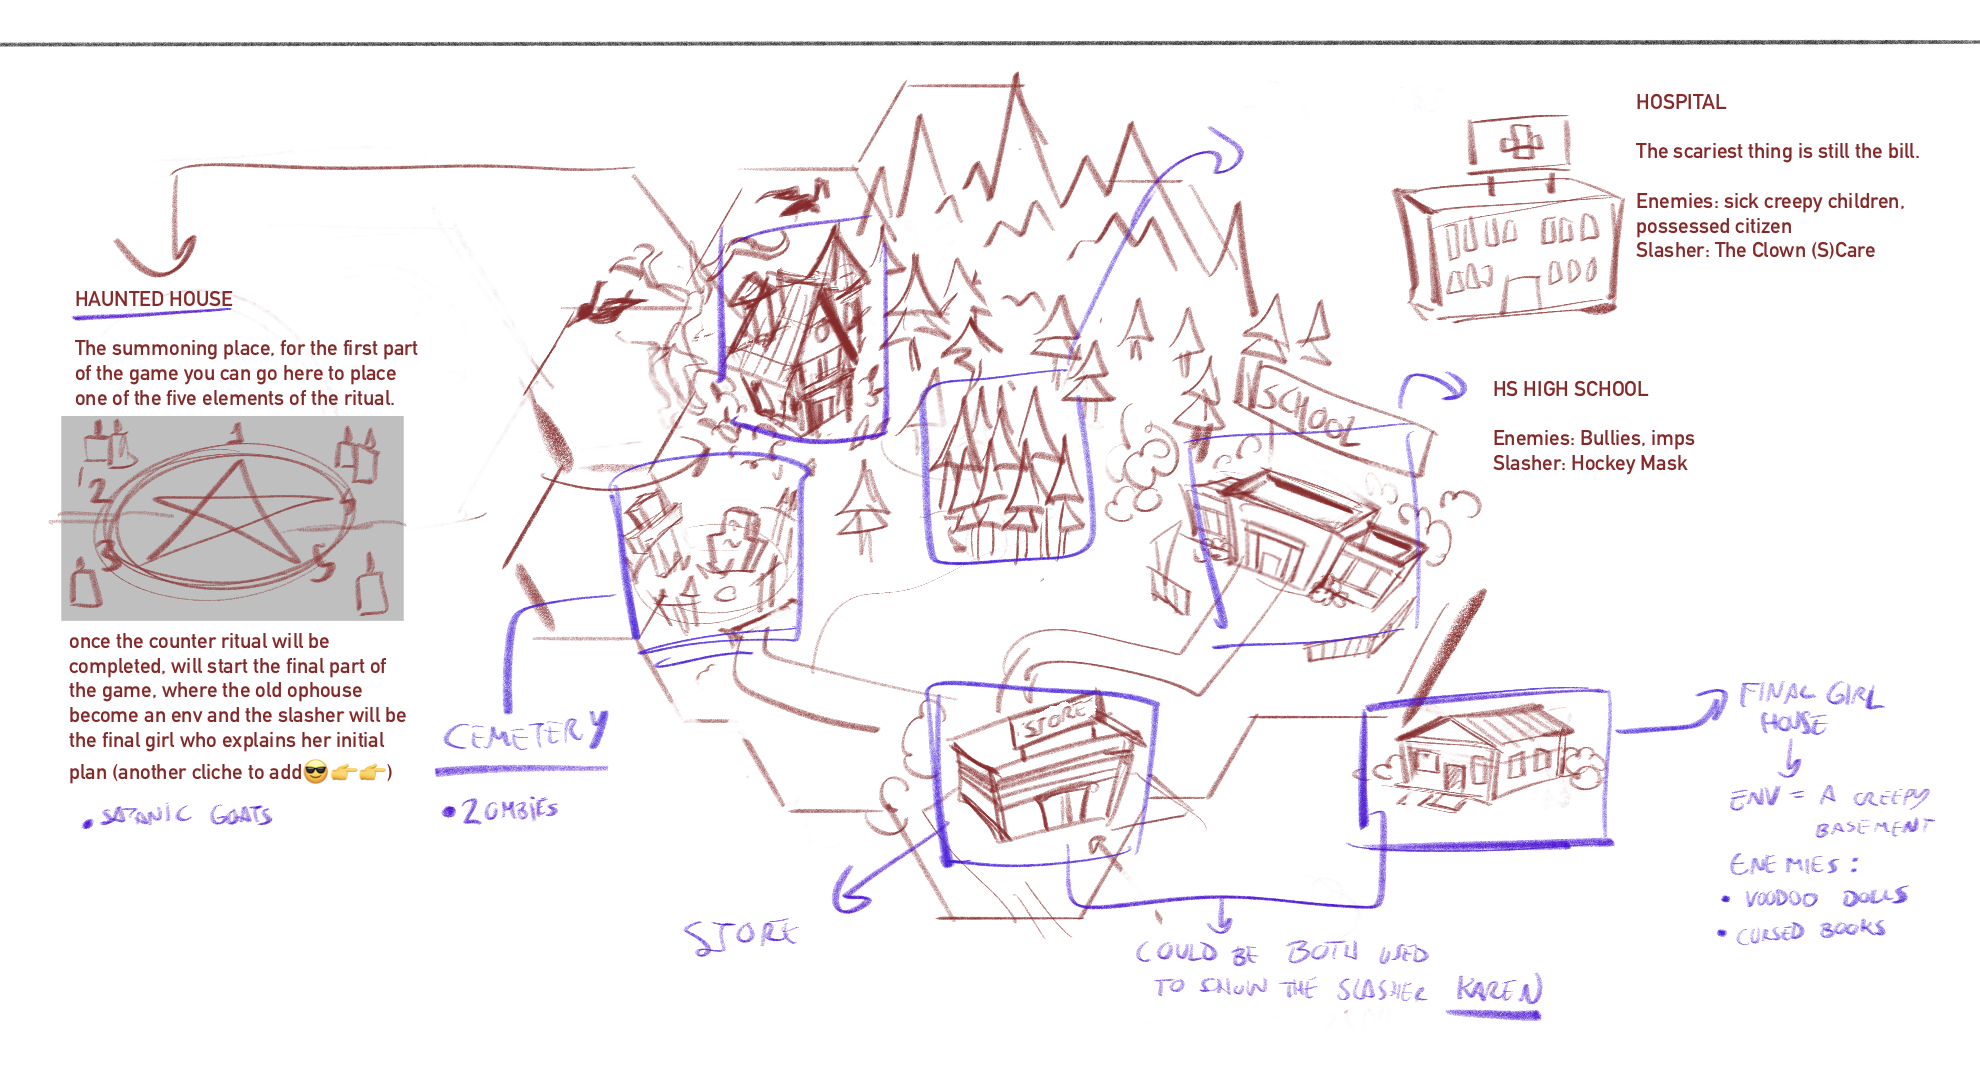 HOSPITAL
The scariest thing is still the bill.
Enemies: sick creepy children,
possessed citizen
Slasher: The Clown (S)Care
HAUNTED HOUSE
The summoning place, for the first part
of the game you can go here to place
one of the five elements of the ritual.
1
2
3
4
5
once the counter ritual will be
completed, will start the final part of
the game, where the old ophouse
become an env and the slasher will be
the final girl who explains her initial
plan (another cliche to add😎👉👉)
• SATANIC GOATS
CEMETERY
• ZOMBIES
SCHOOL
HS HIGH SCHOOL
Enemies: Bullies, imps
Slasher: Hockey Mask
STORE
STORE
FINAL GIRL
HOUSE
ENV = A CREEPY
BASEMENT
ENEMIES:
• VOODOO DOLLS
• CURSED BOOKS
COULD BE BOTH USED
TO SHOW THE SLASHER KAREN